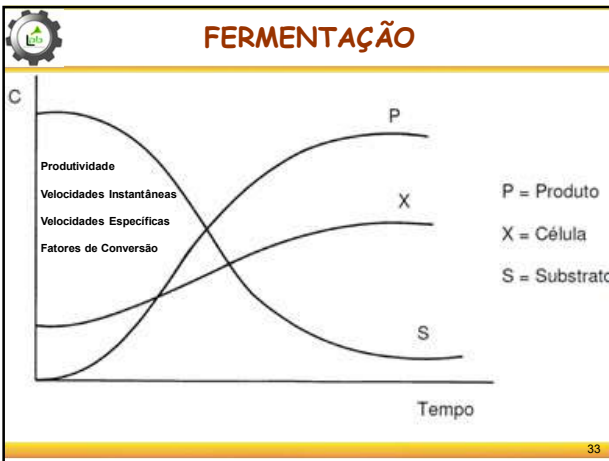 FERMENTAÇÃO
C
P
Produtividade
Velocidades Instantâneas
X
P = Produto
Velocidades Específicas
X = Célula
Fatores de Conversão
S = Substrato
S
Tempo
33